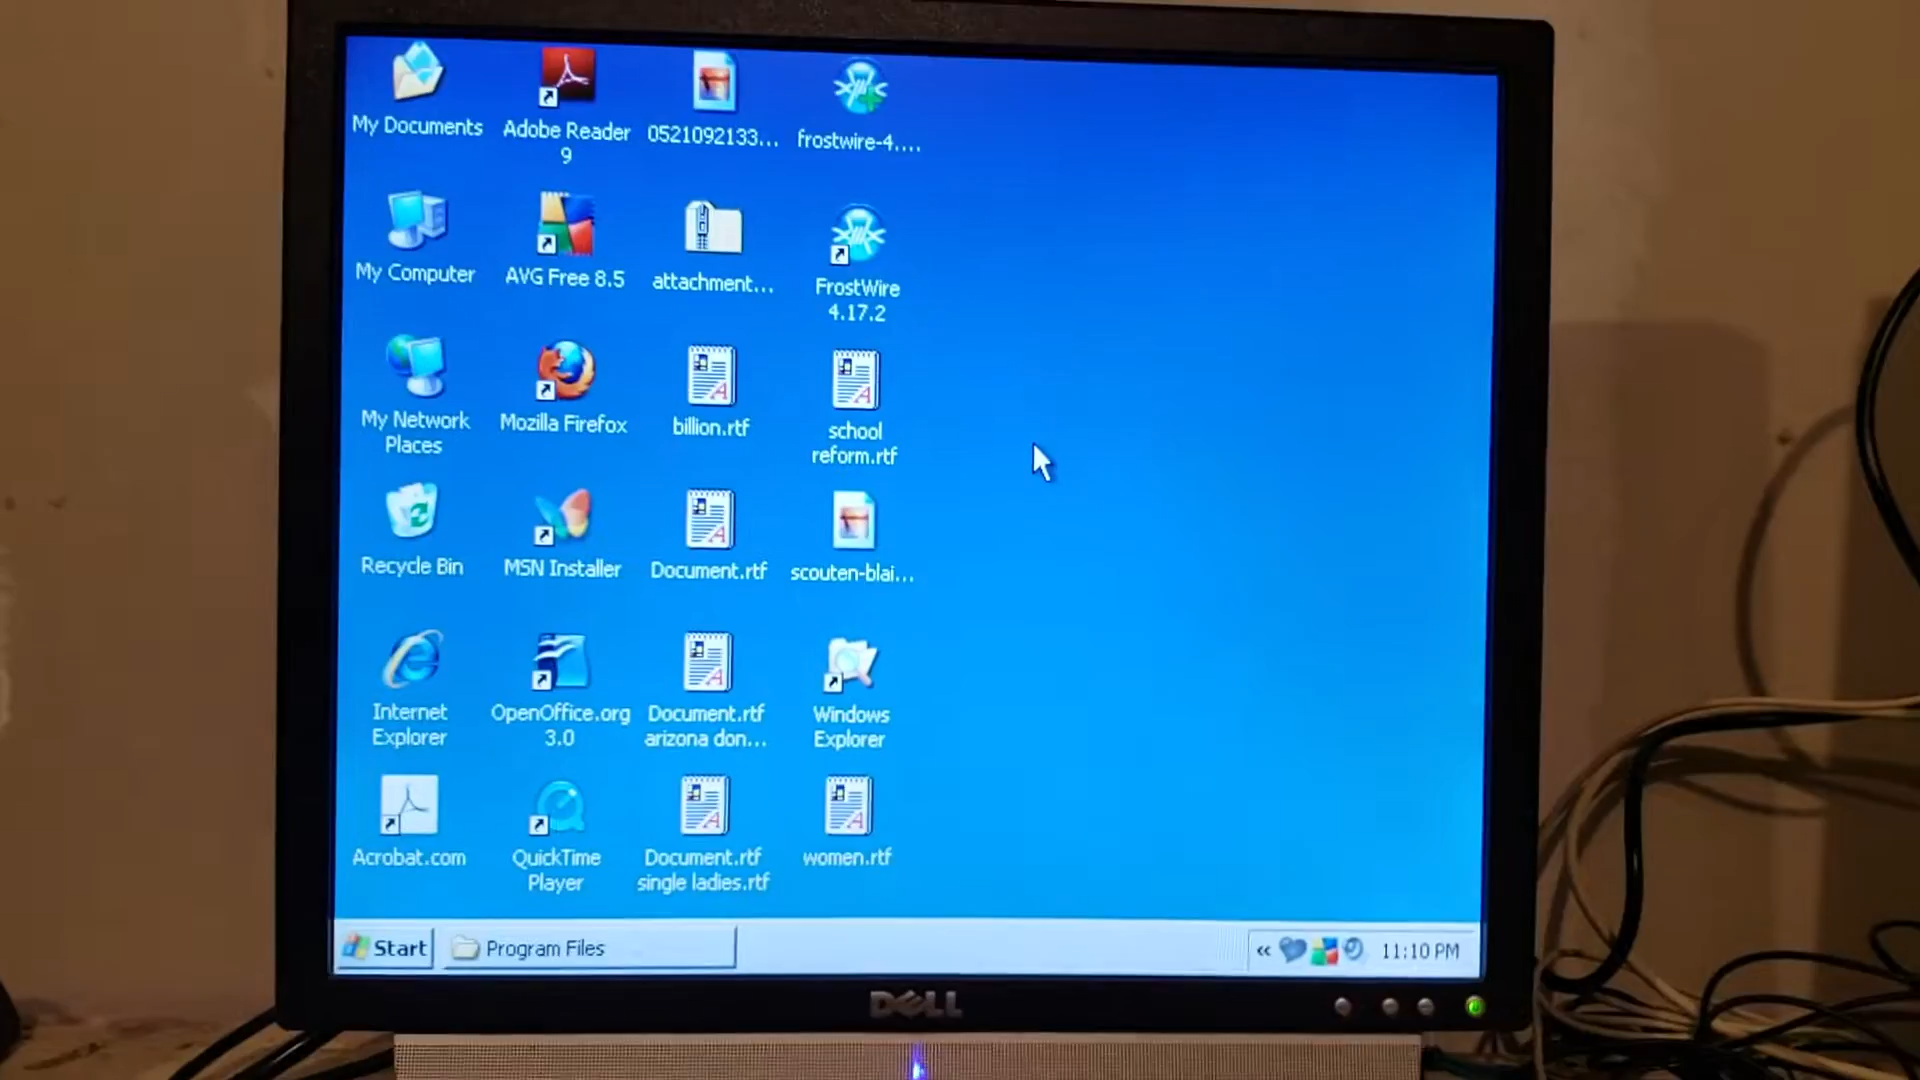 My Documents
Adobe Reader
9
0521092133...
frostwire-4....
My Computer
AVG Free 8.5
attachment...
FrostWire
4.17.2
My Network
Places
Mozilla Firefox
billion.rtf
school
reform.rtf
Recycle Bin
MSN Installer
Document.rtf
scouten-blai...
Internet
Explorer
OpenOffice.org
3.0
Document.rtf
arizona don...
Windows
Explorer
Acrobat.com
QuickTime
Player
Document.rtf
single ladies.rtf
women.rtf
Start
Program Files
«
11:10 PM
DELL